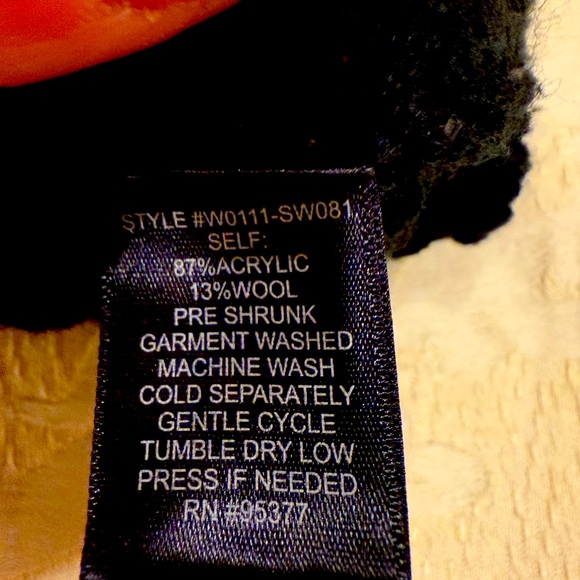 STYLE #W0111-SW081
SELF:
87%ACRYLIC
13%WOOL
PRE SHRUNK
GARMENT WASHED
MACHINE WASH
COLD SEPARATELY
GENTLE CYCLE
TUMBLE DRY LOW
PRESS IF NEEDED
RN #95377